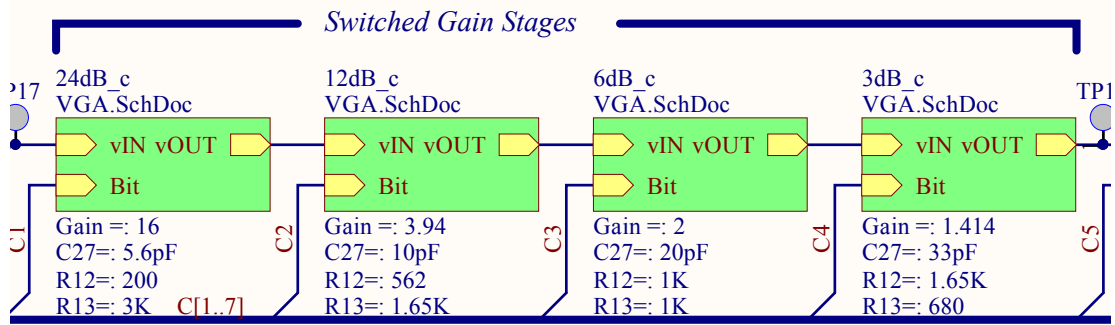 Switched Gain Stages
24dB_c
VGA.SchDoc
vIN vOUT
Bit
Gain =: 16
C27=: 5.6pF
R12=: 200
R13=: 3K
12dB_c
VGA.SchDoc
vIN vOUT
Bit
Gain =: 3.94
C27=: 10pF
R12=: 562
R13=: 1.65K
6dB_c
VGA.SchDoc
vIN vOUT
Bit
Gain =: 2
C27=: 20pF
R12=: 1K
R13=: 1K
3dB_c
VGA.SchDoc
vIN vOUT
Bit
Gain =: 1.414
C27=: 33pF
R12=: 1.65K
R13=: 680
P17
TP1
C1
C2
C3
C4
C5
C[1..7]